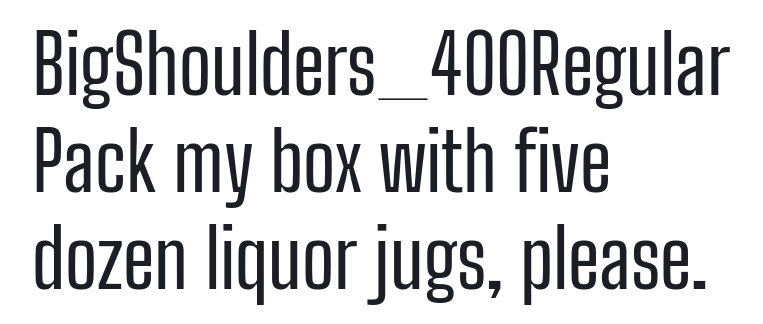 BigShoulders_400Regular
Pack my box with five
dozen liquor jugs, please.